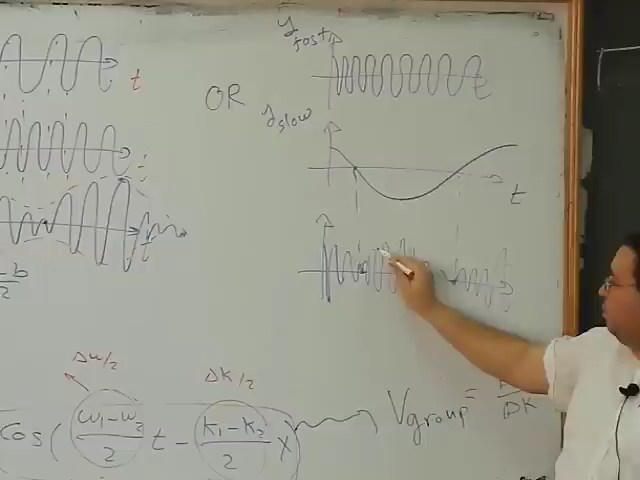 t
t
t
b
2
OR
y fast
t
y slow
t
Δω/2
ΔK/2
Cos( (ω₁-ω₂)/2 t - (K₁-K₂)/2 X)
Vgroup =
ΔK